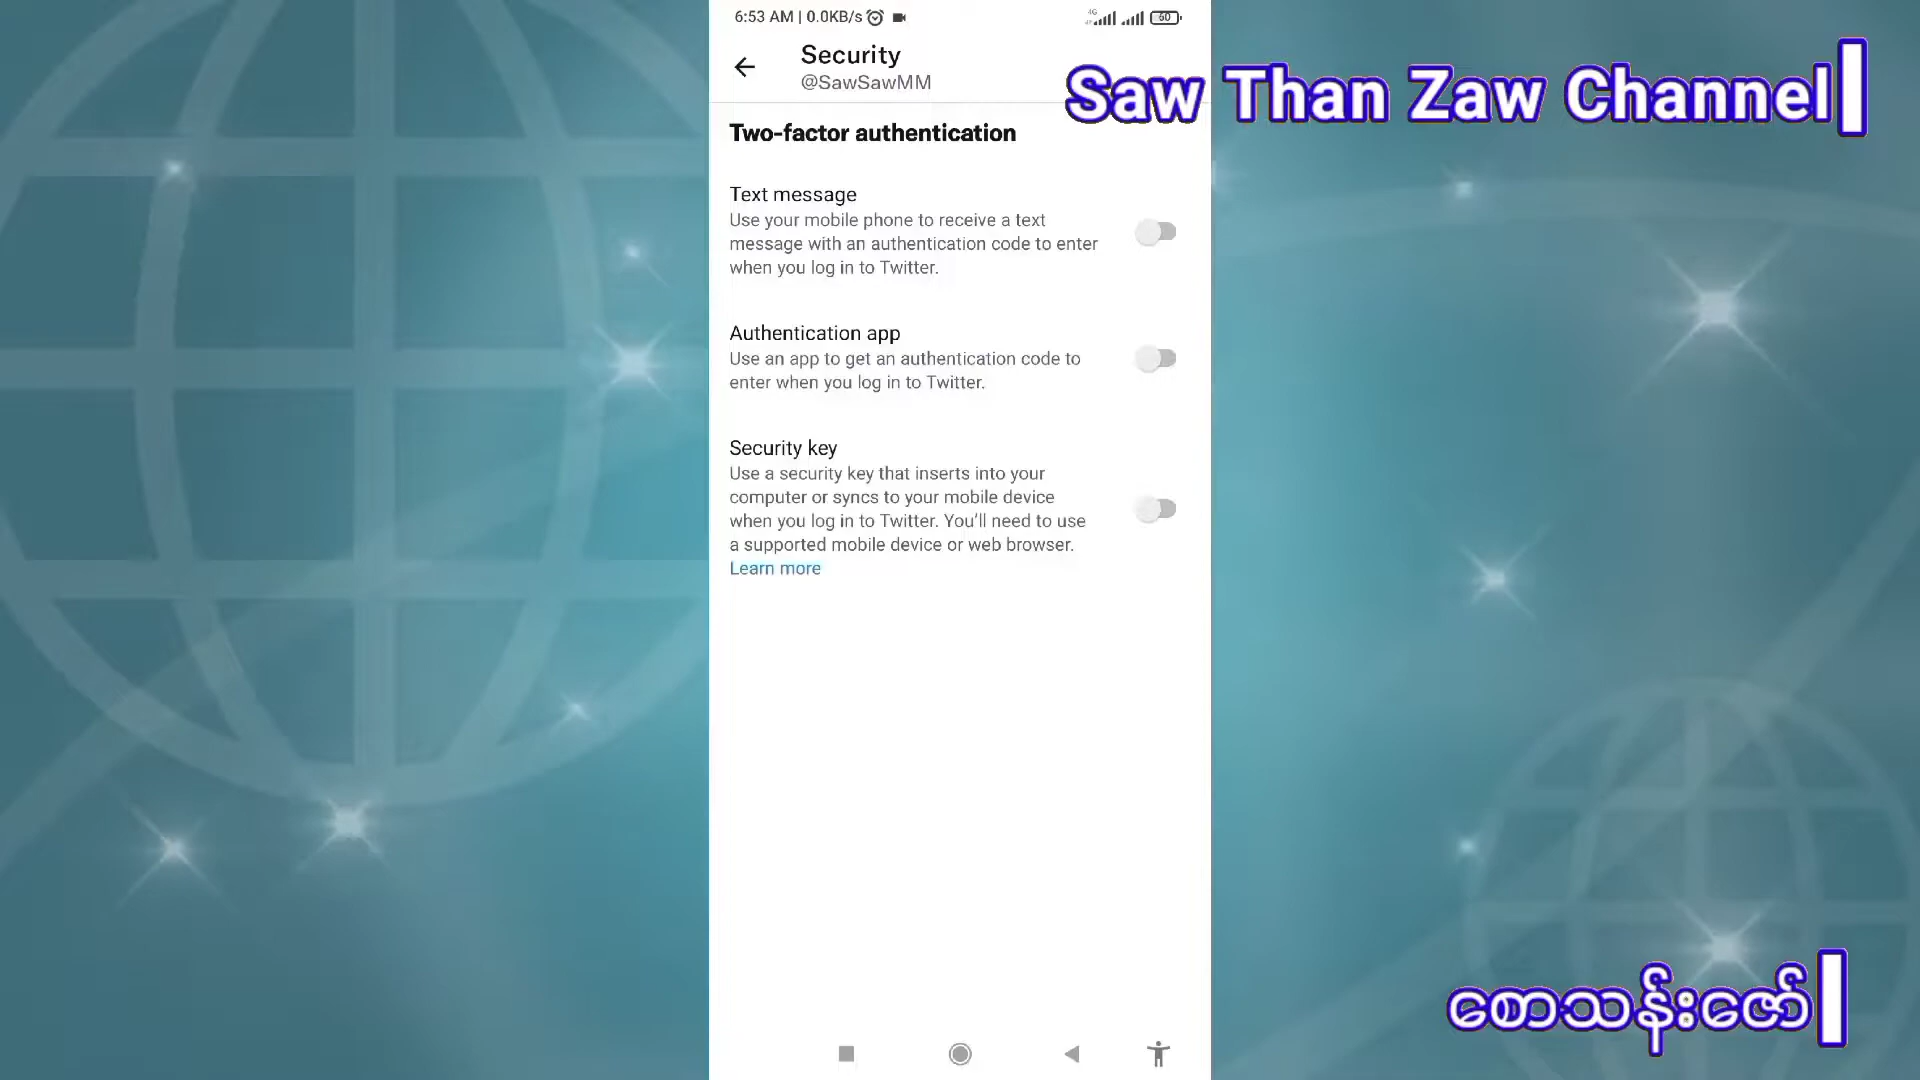 6:53 AM | 0.0KB/s
4G
60
Security
@SawSawMM
Saw Than Zaw Channel
Two-factor authentication
Text message
Use your mobile phone to receive a text
message with an authentication code to enter
when you log in to Twitter.
Authentication app
Use an app to get an authentication code to
enter when you log in to Twitter.
Security key
Use a security key that inserts into your
computer or syncs to your mobile device
when you log in to Twitter. You'll need to use
a supported mobile device or web browser.
Learn more
စောသန်းဇော်